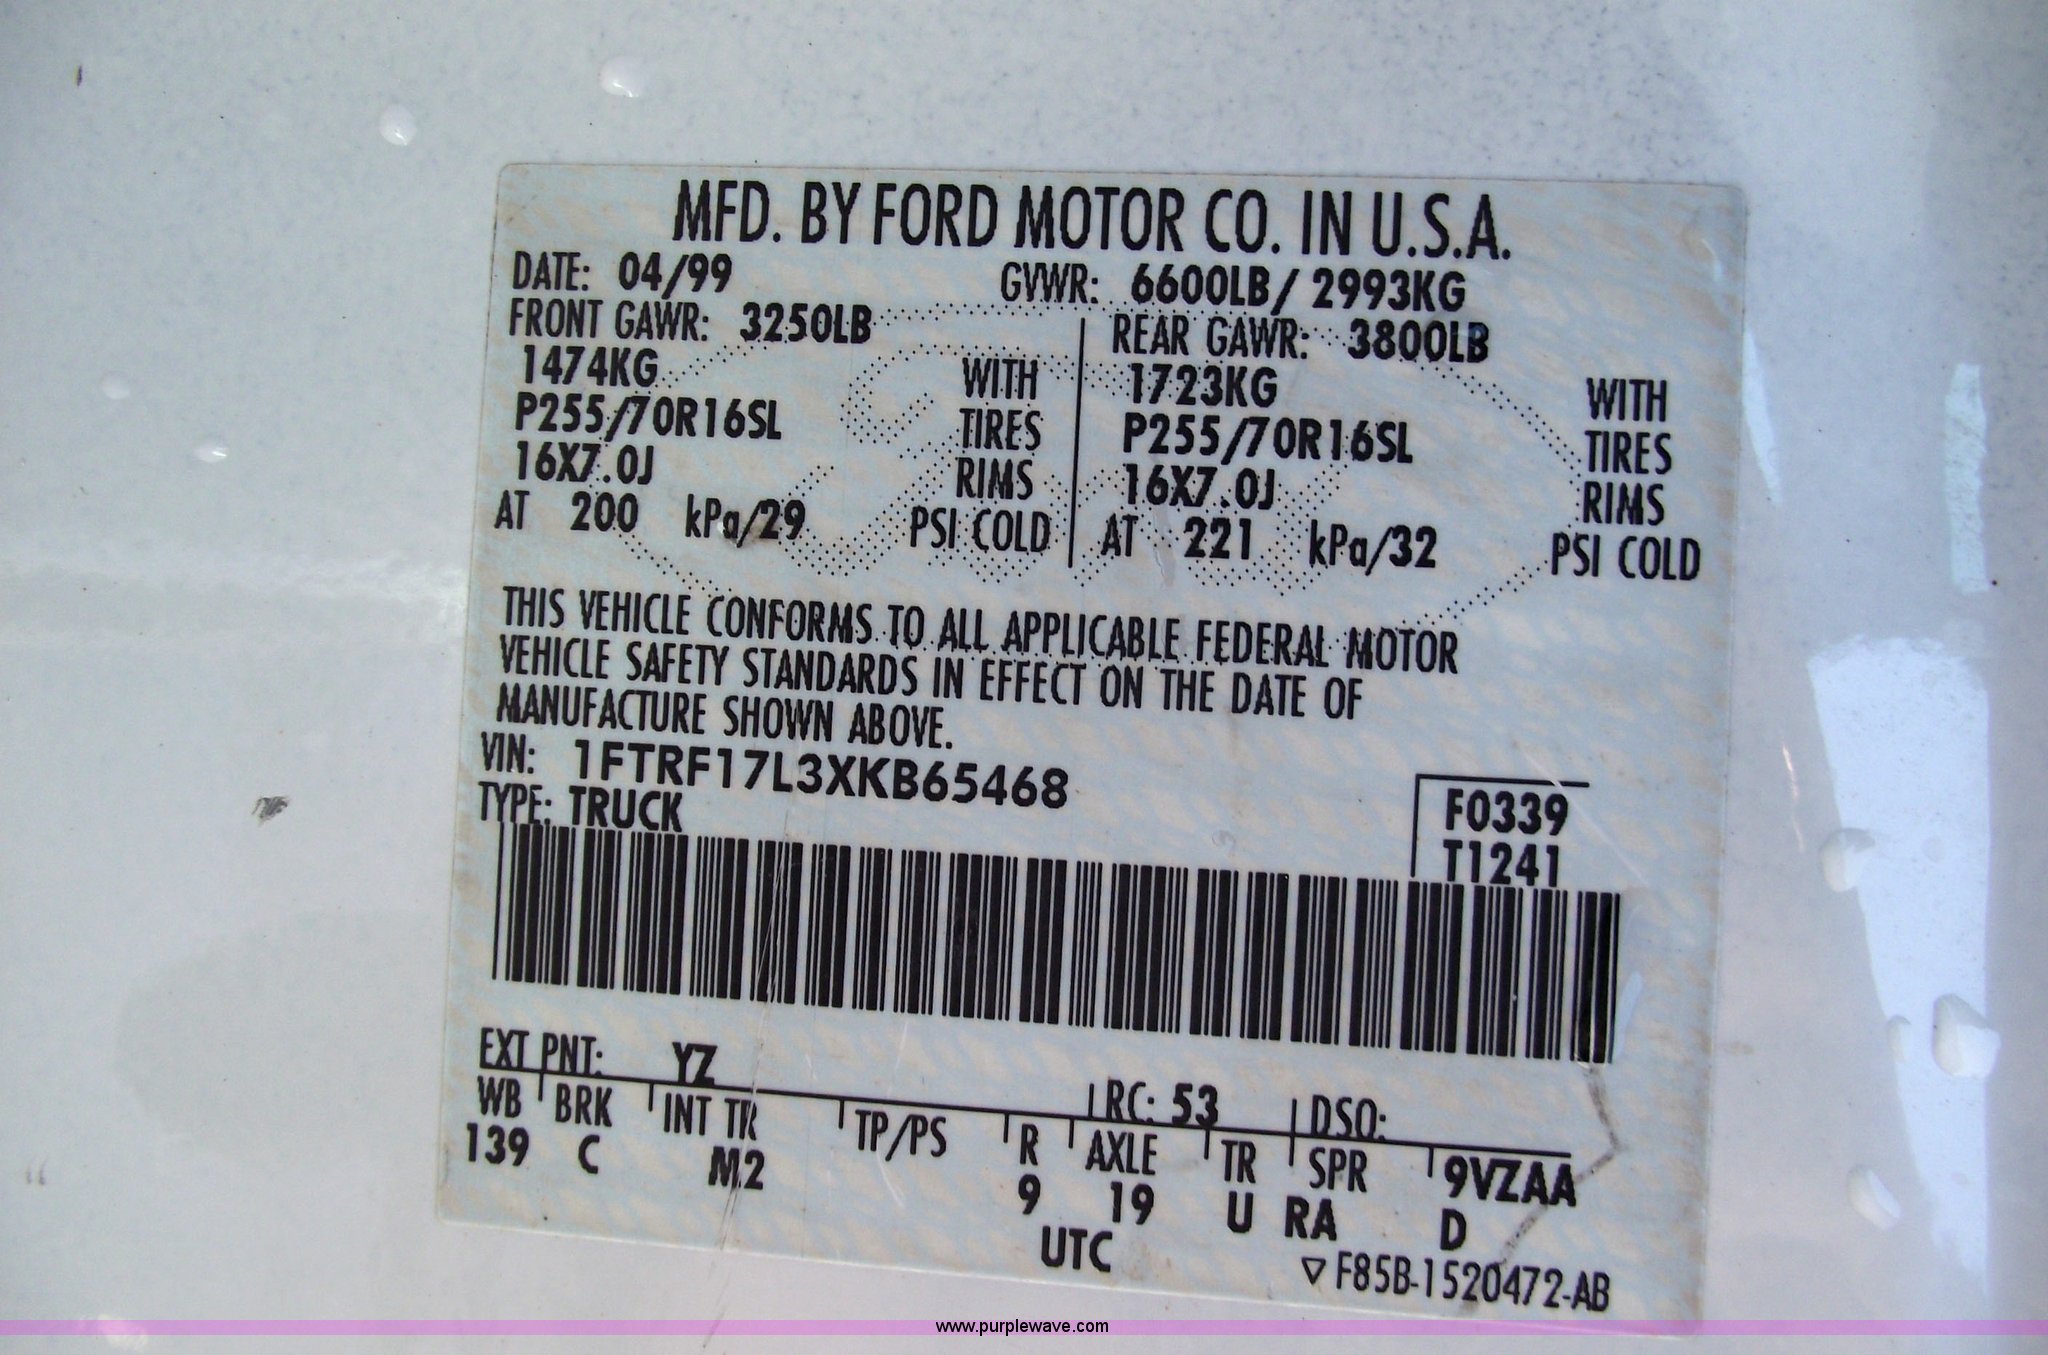 MFD. BY FORD MOTOR CO. IN U.S.A.
DATE: 04/99 GVWR: 6600LB/ 2993KG
FRONT GAWR: 3250LB REAR GAWR: 3800LB
1474KG WITH 1723KG WITH
P255/70R16SL TIRES P255/70R16SL TIRES
16X7.0J RIMS 16X7.0J RIMS
AT 200 kPa/29 PSI COLD AT 221 kPa/32 PSI COLD
THIS VEHICLE CONFORMS TO ALL APPLICABLE FEDERAL MOTOR
VEHICLE SAFETY STANDARDS IN EFFECT ON THE DATE OF
MANUFACTURE SHOWN ABOVE.
VIN: 1FTRF17L3XKB65468
TYPE: TRUCK
F0339
T1241
EXT PNT: YZ RC: 53 DSO:
WB BRK INT TR TP/PS R AXLE TR SPR 9VZAA
139 C M2 9 19 U RA D
UTC
▽ F85B-1520472-AB
www.purplewave.com